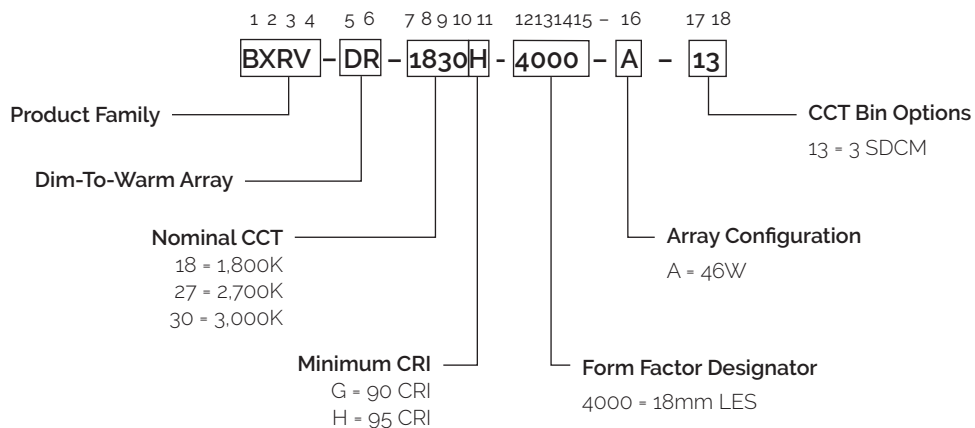 1 2 3 4 5 6 7 8 9 10 11 12131415 – 16 17 18
BXRV – DR – 1830H - 4000 – A – 13
Product Family
CCT Bin Options
13 = 3 SDCM
Dim-To-Warm Array
Nominal CCT
18 = 1,800K
27 = 2,700K
30 = 3,000K
Array Configuration
A = 46W
Minimum CRI
G = 90 CRI
H = 95 CRI
Form Factor Designator
4000 = 18mm LES